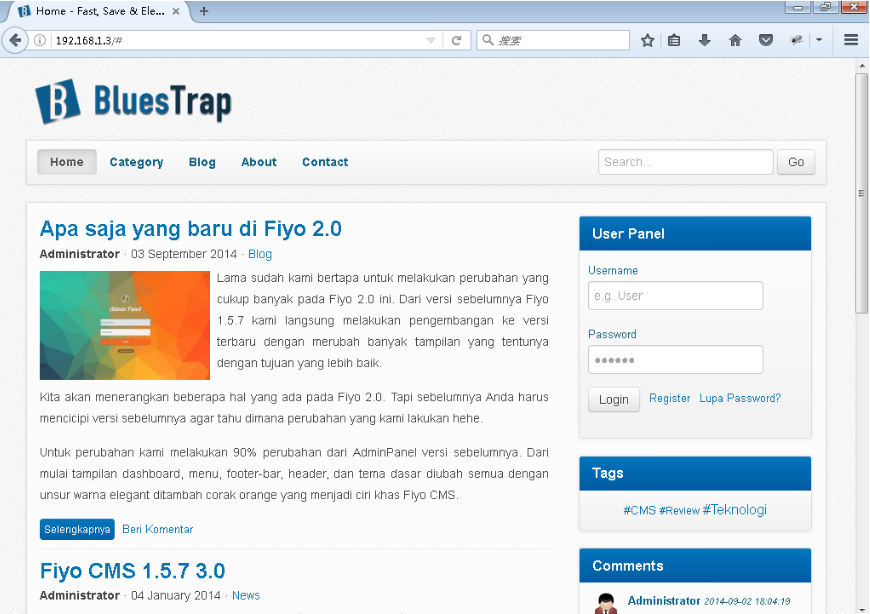 Home - Fast, Save & Ele...
192.168.1.3/#
搜索
BluesTrap
Home Category Blog About Contact
Search... Go
Apa saja yang baru di Fiyo 2.0
Administrator · 03 September 2014 · Blog
Lama sudah kami bertapa untuk melakukan perubahan yang
cukup banyak pada Fiyo 2.0 ini. Dari versi sebelumnya Fiyo
1.5.7 kami langsung melakukan pengembangan ke versi
terbaru dengan merubah banyak tampilan yang tentunya
dengan tujuan yang lebih baik.
Admin Panel
Kita akan menerangkan beberapa hal yang ada pada Fiyo 2.0. Tapi sebelumnya Anda harus
mencicipi versi sebelumnya agar tahu dimana perubahan yang kami lakukan hehe.
Untuk perubahan kami melakukan 90% perubahan dari AdminPanel versi sebelumnya. Dari
mulai tampilan dashboard, menu, footer-bar, header, dan tema dasar diubah semua dengan
unsur warna elegant ditambah corak orange yang menjadi ciri khas Fiyo CMS.
Selengkapnya Beri Komentar
Fiyo CMS 1.5.7 3.0
Administrator · 04 January 2014 · News
User Panel
Username
e.g. User
Password
●●●●●●
Login Register Lupa Password?
Tags
#CMS #Review #Teknologi
Comments
Administrator 2014-09-02 18:04:19